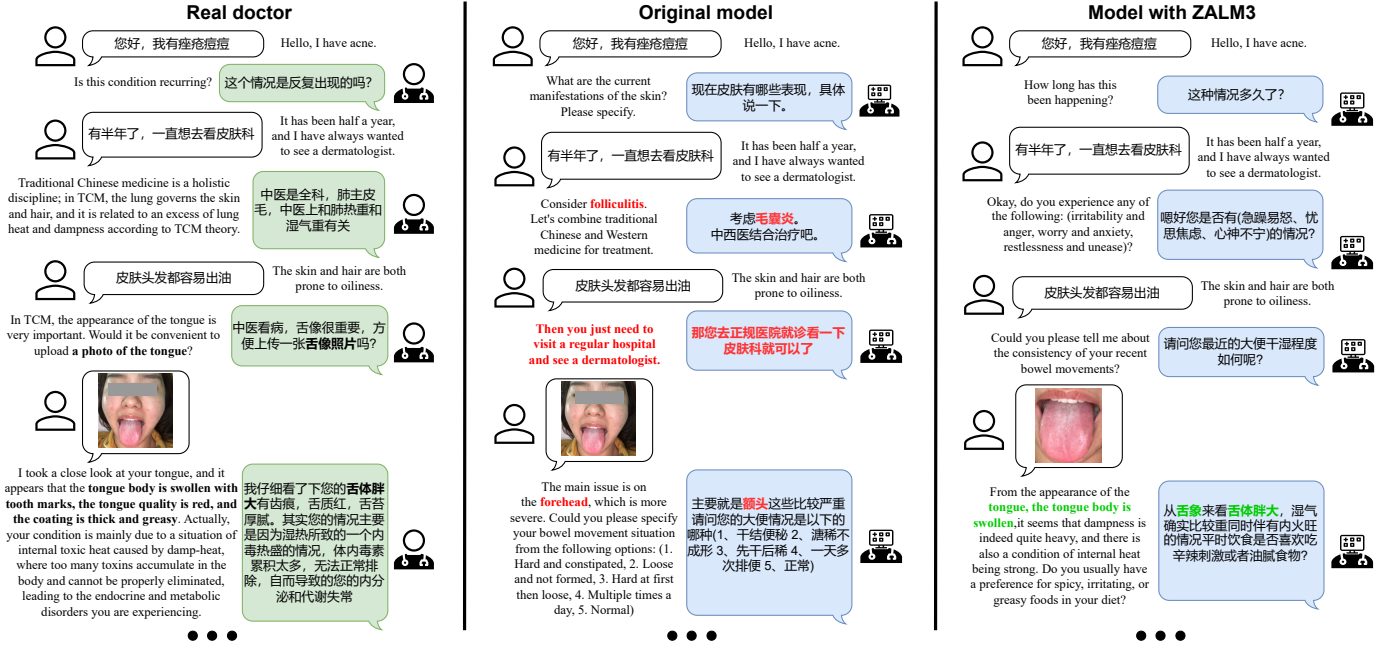 Real doctor
您好，我有痤疮痘痘
Hello, I have acne.
Is this condition recurring?
这个情况是反复出现的吗？
有半年了，一直想去看皮肤科
It has been half a year,
and I have always wanted
to see a dermatologist.
Traditional Chinese medicine is a holistic
discipline; in TCM, the lung governs the skin
and hair, and it is related to an excess of lung
heat and dampness according to TCM theory.
中医是全科，肺主皮
毛，中医上和肺热重和
湿气重有关
皮肤头发都容易出油
The skin and hair are both
prone to oiliness.
In TCM, the appearance of the tongue is
very important. Would it be convenient to
upload a photo of the tongue?
中医看病，舌像很重要，方
便上传一张舌像照片吗？
I took a close look at your tongue, and it
appears that the tongue body is swollen with
tooth marks, the tongue quality is red, and
the coating is thick and greasy. Actually,
your condition is mainly due to a situation of
internal toxic heat caused by damp-heat,
where too many toxins accumulate in the
body and cannot be properly eliminated,
leading to the endocrine and metabolic
disorders you are experiencing.
我仔细看了下您的舌体胖
大有齿痕，舌质红，舌苔
厚腻。其实您的情况主要
是因为湿热所致的一个内
毒热盛的情况，体内毒素
累积太多，无法正常排
除，自而导致的您的内分
泌和代谢失常
Original model
您好，我有痤疮痘痘
Hello, I have acne.
What are the current
manifestations of the skin?
Please specify.
现在皮肤有哪些表现，具体
说一下。
有半年了，一直想去看皮肤科
It has been half a year,
and I have always wanted
to see a dermatologist.
Consider folliculitis.
Let's combine traditional
Chinese and Western
medicine for treatment.
考虑毛囊炎。
中西医结合治疗吧。
皮肤头发都容易出油
The skin and hair are both
prone to oiliness.
Then you just need to
visit a regular hospital
and see a dermatologist.
那您去正规医院就诊看一下
皮肤科就可以了
The main issue is on
the forehead, which is more
severe. Could you please specify
your bowel movement situation
from the following options: (1.
Hard and constipated, 2. Loose
and not formed, 3. Hard at first
then loose, 4. Multiple times a
day, 5. Normal)
主要就是额头这些比较严重
请问您的大便情况是以下的
哪种(1、干结便秘 2、溏稀不
成形 3、先干后稀 4、一天多
次排便 5、正常)
Model with ZALM3
您好，我有痤疮痘痘
Hello, I have acne.
How long has this
been happening?
这种情况多久了？
有半年了，一直想去看皮肤科
It has been half a year,
and I have always wanted
to see a dermatologist.
Okay, do you experience any of
the following: (irritability and
anger, worry and anxiety,
restlessness and unease)?
嗯好您是否有(急躁易怒、忧
思焦虑、心神不宁)的情况？
皮肤头发都容易出油
The skin and hair are both
prone to oiliness.
Could you please tell me about
the consistency of your recent
bowel movements?
请问您最近的大便干湿程度
如何呢？
From the appearance of the
tongue, the tongue body is
swollen,it seems that dampness is
indeed quite heavy, and there is
also a condition of internal heat
being strong. Do you usually have
a preference for spicy, irritating, or
greasy foods in your diet?
从舌象来看舌体胖大，湿气
确实比较重同时伴有内火旺
的情况平时饮食是否喜欢吃
辛辣刺激或者油腻食物？